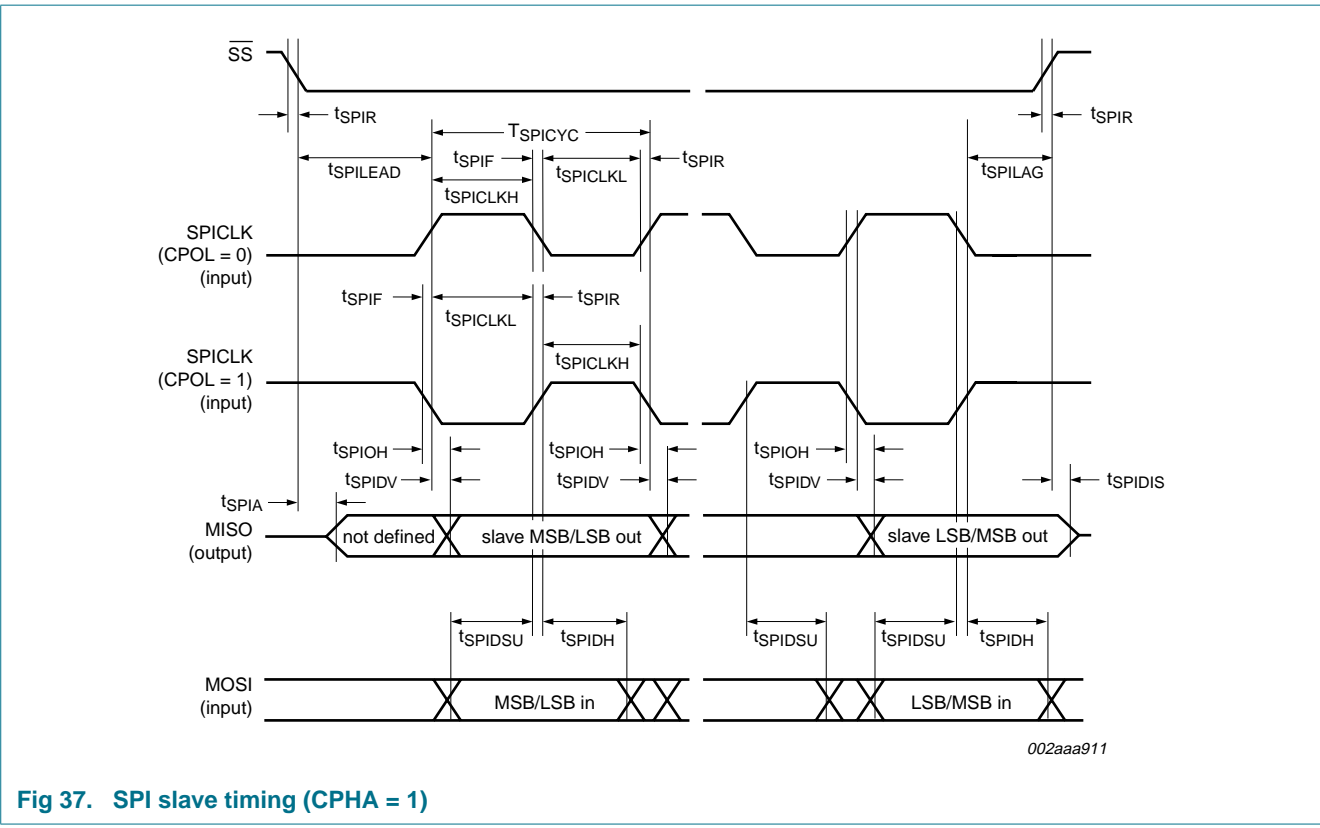 SS
tSPIR
tSPIR
TSPICYC
tSPILEAD
tSPIF
tSPICLKL
tSPIR
tSPILAG
tSPICLKH
SPICLK
(CPOL = 0)
(input)
tSPIF
tSPICLKL
tSPIR
tSPICLKH
SPICLK
(CPOL = 1)
(input)
tSPIOH
tSPIOH
tSPIOH
tSPIDV
tSPIDV
tSPIDV
tSPIDIS
tSPIA
MISO
(output)
not defined
slave MSB/LSB out
slave LSB/MSB out
tSPIDSU
tSPIDH
tSPIDSU
tSPIDSU
tSPIDH
MOSI
(input)
MSB/LSB in
LSB/MSB in
002aaa911
Fig 37. SPI slave timing (CPHA = 1)